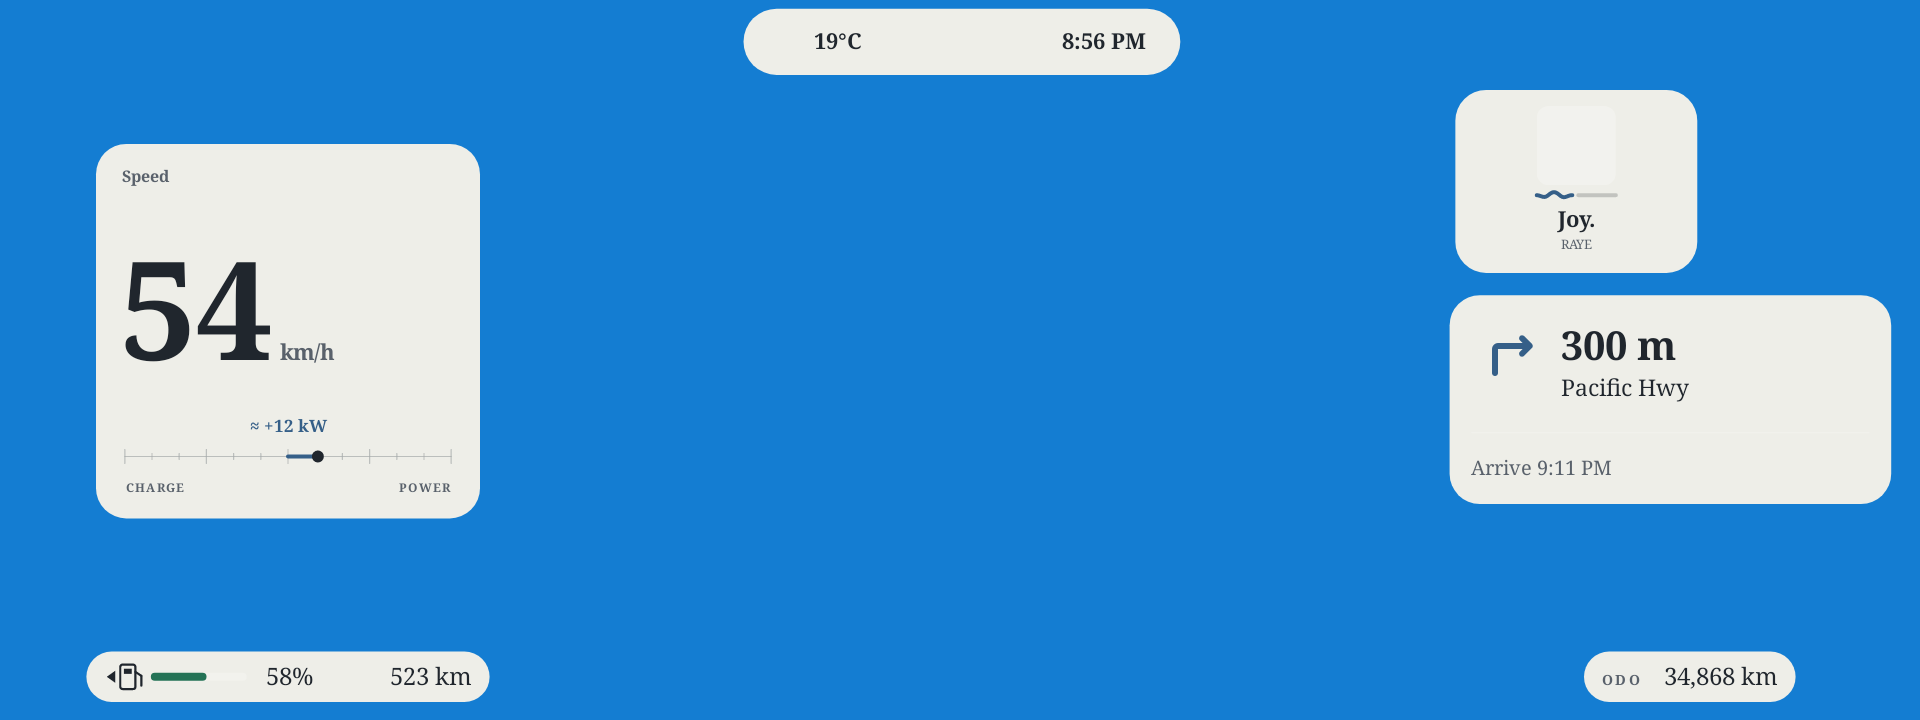 19°C 8:56 PM
Speed
54 km/h
≈ +12 kW
CHARGE POWER
58% 523 km
Joy.
RAYE
300 m
Pacific Hwy
Arrive 9:11 PM
ODO 34,868 km